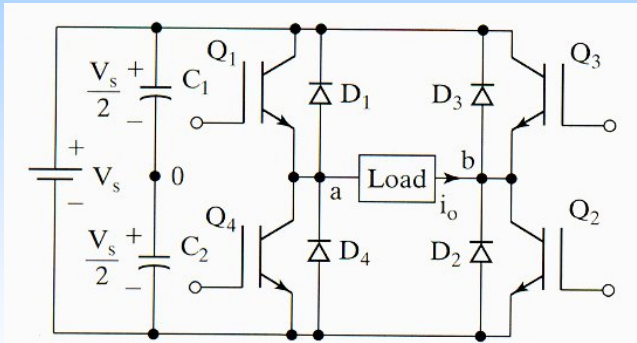 Q₁
Q₃
Vₛ/2 + −
C₁
D₁
D₃
+ Vₛ −
0
a
Load
b
iₒ
Q₄
Q₂
Vₛ/2 + −
C₂
D₄
D₂